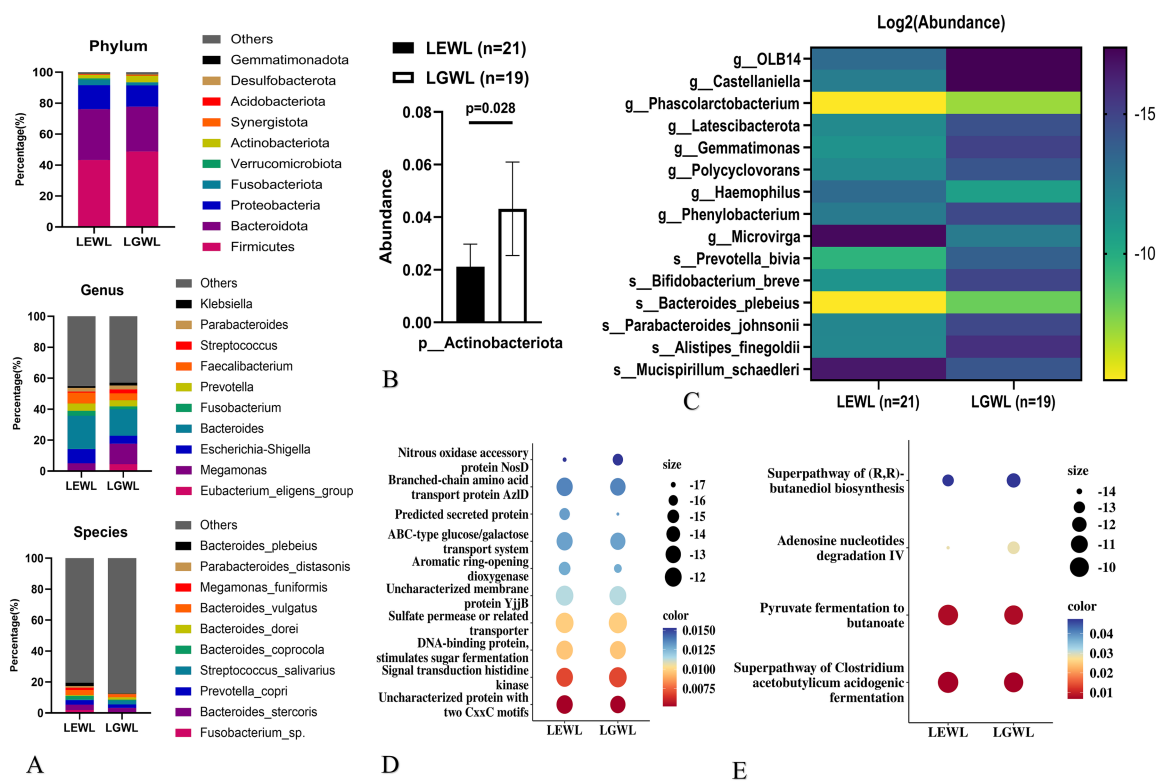 Phylum
Percentage(%)
100
80
60
40
20
0
LEWL
LGWL
Others
Gemmatimonadota
Desulfobacterota
Acidobacteriota
Synergistota
Actinobacteriota
Verrucomicrobiota
Fusobacteriota
Proteobacteria
Bacteroidota
Firmicutes
Genus
Percentage(%)
100
80
60
40
20
0
LEWL
LGWL
Others
Klebsiella
Parabacteroides
Streptococcus
Faecalibacterium
Prevotella
Fusobacterium
Bacteroides
Escherichia-Shigella
Megamonas
Eubacterium_eligens_group
Species
Percentage(%)
100
80
60
40
20
0
LEWL
LGWL
Others
Bacteroides_plebeius
Parabacteroides_distasonis
Megamonas_funiformis
Bacteroides_vulgatus
Bacteroides_dorei
Bacteroides_coprocola
Streptococcus_salivarius
Prevotella_copri
Bacteroides_stercoris
Fusobacterium_sp.
A
LEWL (n=21)
LGWL (n=19)
p=0.028
Abundance
0.08
0.06
0.04
0.02
0.00
p__Actinobacteriota
B
Log2(Abundance)
g__OLB14
g__Castellaniella
g__Phascolarctobacterium
g__Latescibacterota
g__Gemmatimonas
g__Polycyclovorans
g__Haemophilus
g__Phenylobacterium
g__Microvirga
s__Prevotella_bivia
s__Bifidobacterium_breve
s__Bacteroides_plebeius
s__Parabacteroides_johnsonii
s__Alistipes_finegoldii
s__Mucispirillum_schaedleri
LEWL (n=21)
LGWL (n=19)
-15
-10
C
Nitrous oxidase accessory
protein NosD
Branched-chain amino acid
transport protein AzlD
Predicted secreted protein
ABC-type glucose/galactose
transport system
Aromatic ring-opening
dioxygenase
Uncharacterized membrane
protein YjjB
Sulfate permease or related
transporter
DNA-binding protein,
stimulates sugar fermentation
Signal transduction histidine
kinase
Uncharacterized protein with
two CxxC motifs
LEWL
LGWL
size
-17
-16
-15
-14
-13
-12
color
0.0150
0.0125
0.0100
0.0075
D
Superpathway of (R,R)-
butanediol biosynthesis
Adenosine nucleotides
degradation IV
Pyruvate fermentation to
butanoate
Superpathway of Clostridium
acetobutylicum acidogenic
fermentation
LEWL
LGWL
size
-14
-13
-12
-11
-10
color
0.04
0.03
0.02
0.01
E